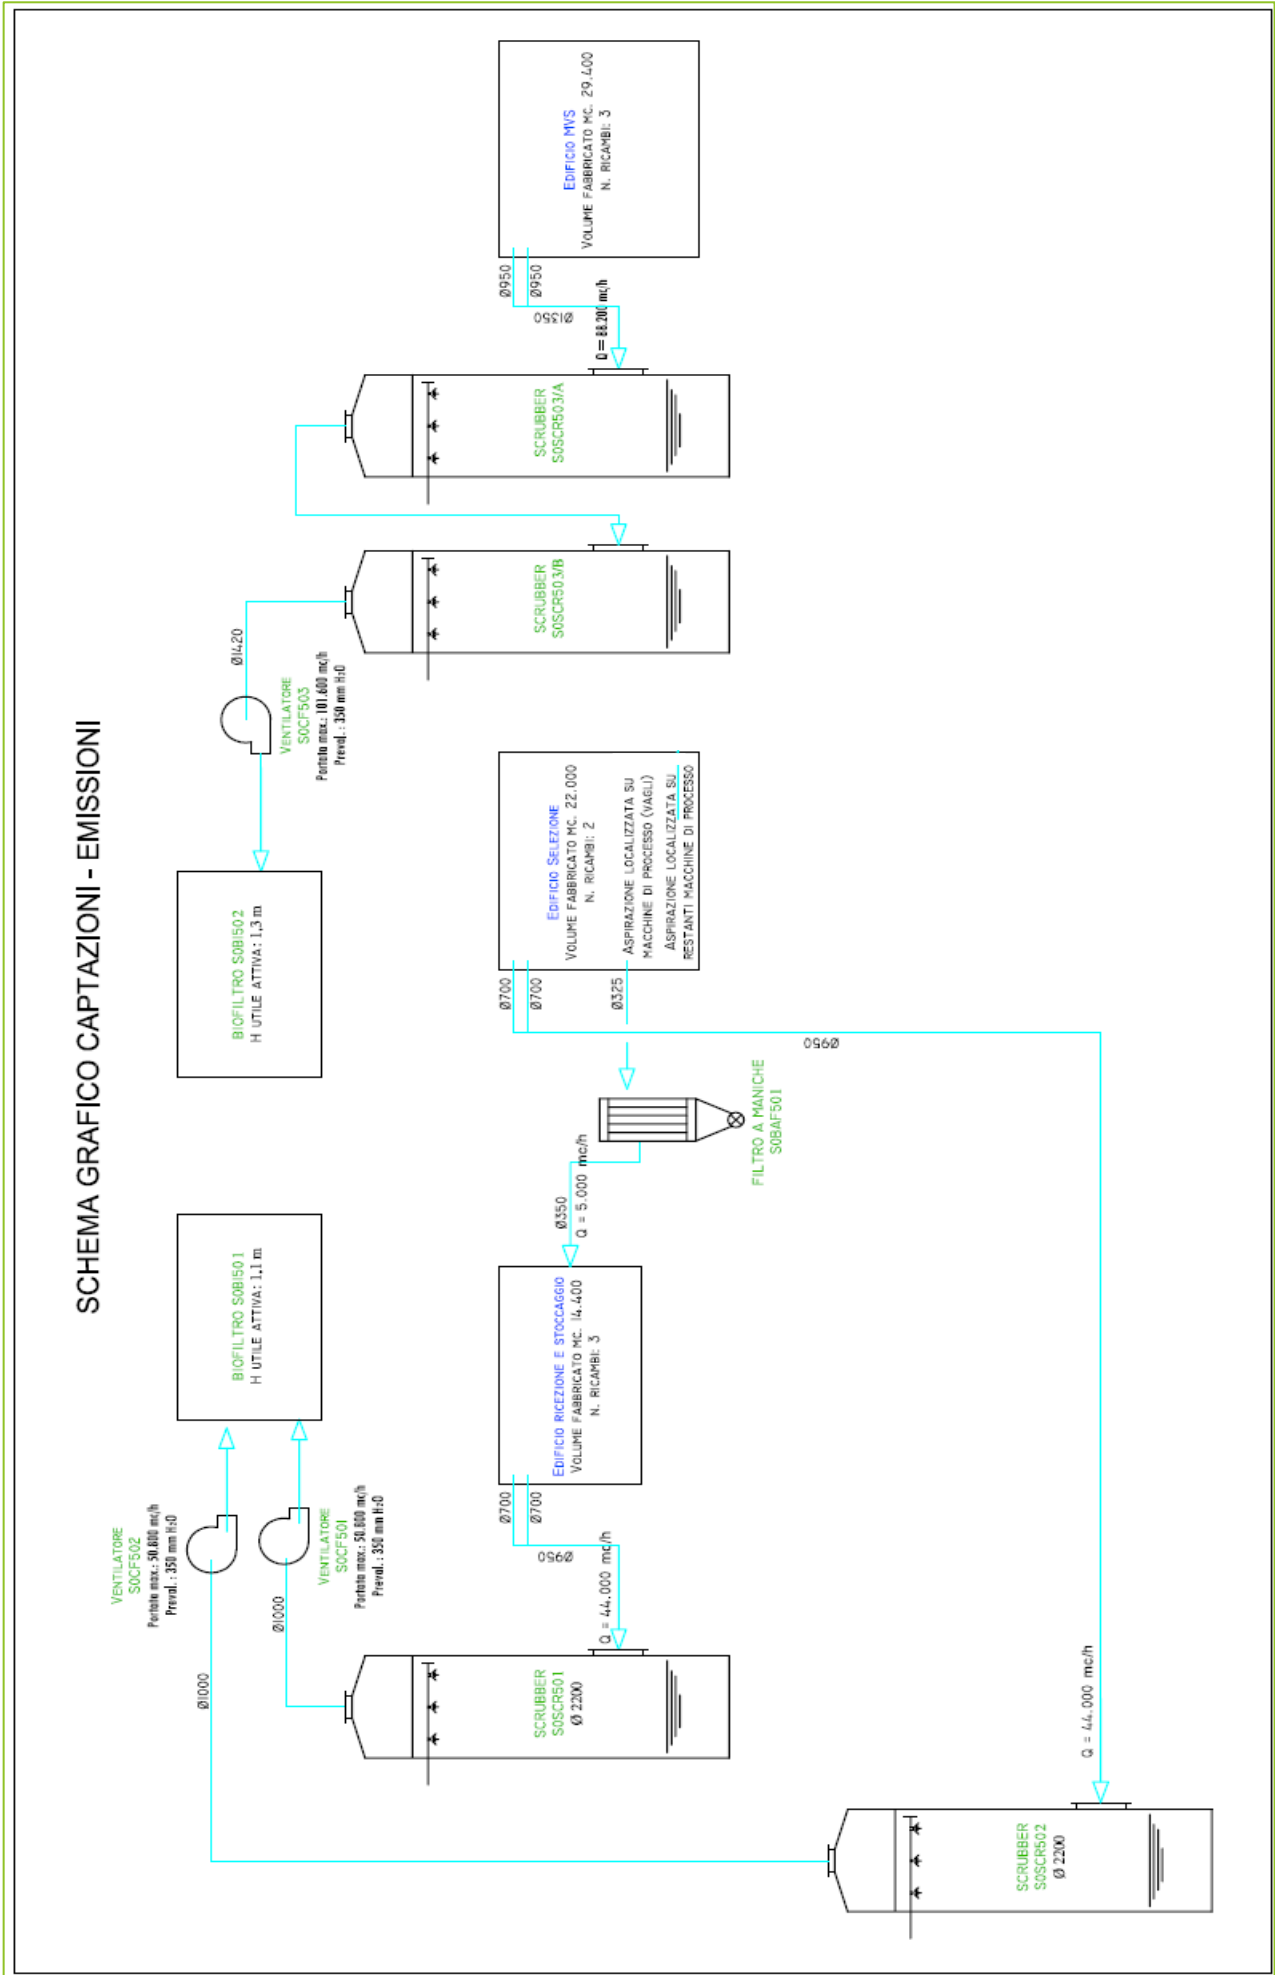 SCHEMA GRAFICO CAPTAZIONI - EMISSIONI
VENTILATORE
S0CF502
Portata max.: 50.800 mc/h
Preval.: 350 mm H2O
Ø1000
VENTILATORE
S0CF501
Portata max.: 50.800 mc/h
Preval.: 350 mm H2O
Ø1000
BIOFILTRO S0BI501
H UTILE ATTIVA: 1,1 m
BIOFILTRO S0BI502
H UTILE ATTIVA: 1,3 m
VENTILATORE
S0CF503
Portata max.: 101.600 mc/h
Preval.: 350 mm H2O
Ø1420
SCRUBBER
S0SCR501
Ø 2200
Q = 44.000 mc/h
Ø950
Ø700
Ø700
EDIFICIO RICEZIONE E STOCCAGGIO
VOLUME FABBRICATO MC. 14.400
N. RICAMBI: 3
Ø350
Q = 5.000 mc/h
FILTRO A MANICHE
S0BAF501
Ø700
Ø700
Ø325
Ø950
EDIFICIO SELEZIONE
VOLUME FABBRICATO MC. 22.000
N. RICAMBI: 2
ASPIRAZIONE LOCALIZZATA SU
MACCHINE DI PROCESSO (VAGLI)
ASPIRAZIONE LOCALIZZATA SU
RESTANTI MACCHINE DI PROCESSO
SCRUBBER
S0SCR503/B
SCRUBBER
S0SCR503/A
Q = 88.200 mc/h
Ø1350
Ø950
Ø950
EDIFICIO MVS
VOLUME FABBRICATO MC. 29.400
N. RICAMBI: 3
SCRUBBER
S0SCR502
Ø 2200
Q = 44.000 mc/h